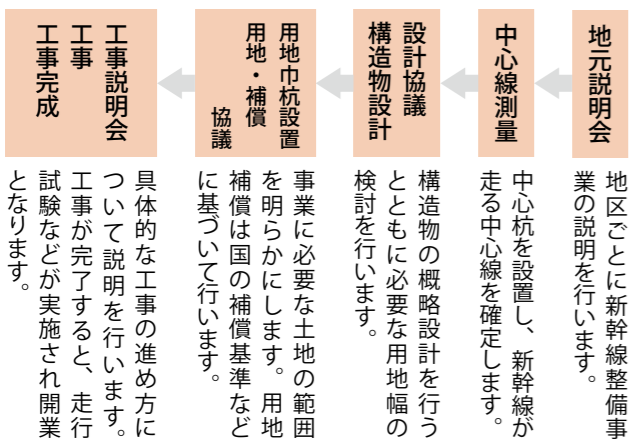 地元説明会
地区ごとに新幹線整備事
業の説明を行います。
中心線測量
中心杭を設置し、新幹線が
走る中心線を確定します。
設計協議
構造物設計
構造物の概略設計を行う
とともに必要な用地幅の
検討を行います。
用地巾杭設置
用地・補償
協議
事業に必要な土地の範囲
を明らかにします。用地
補償は国の補償基準など
に基づいて行います。
工事説明会
工事
工事完成
具体的な工事の進め方に
ついて説明を行います。
工事が完了すると、走行
試験などが実施され開業
となります。